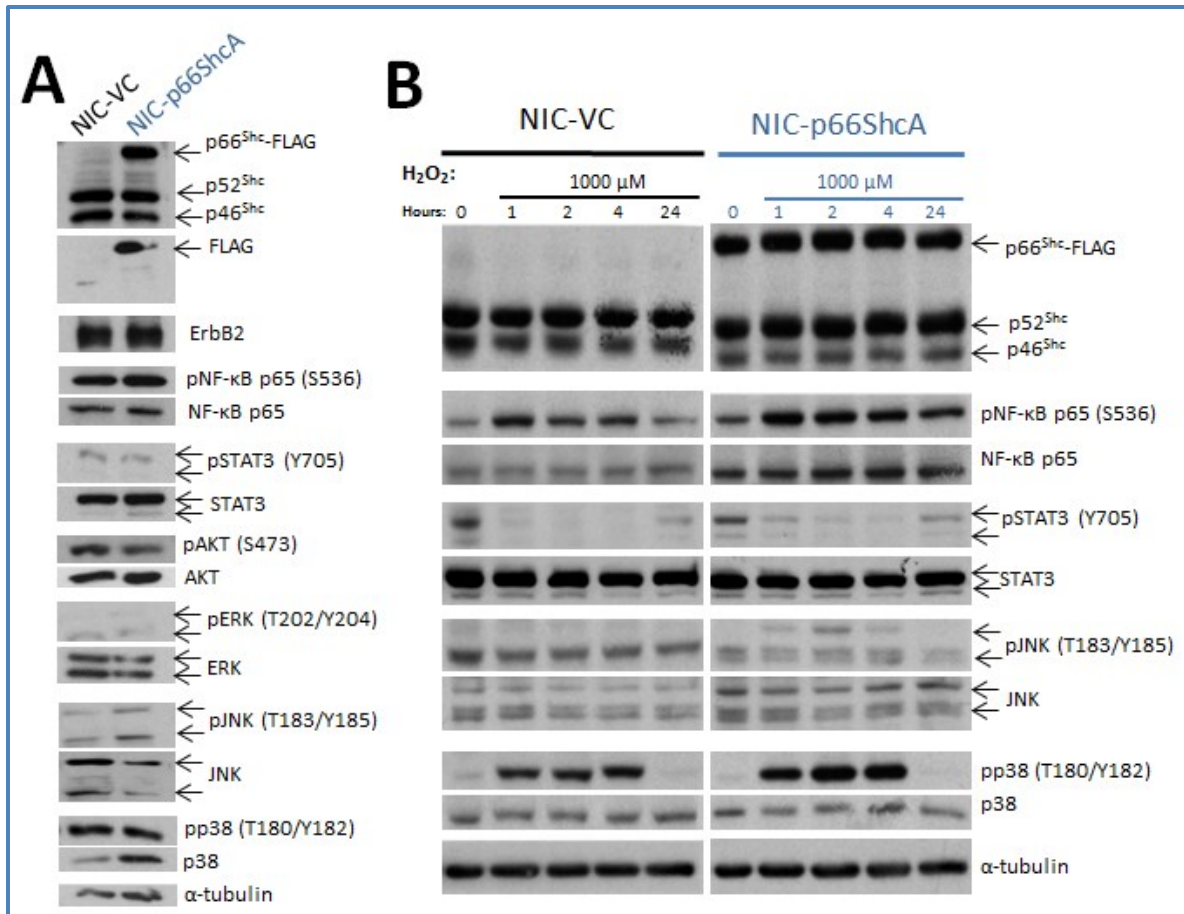 A
NIC-VC
NIC-p66ShcA
p66Shc-FLAG
p52Shc
p46Shc
FLAG
ErbB2
pNF-κB p65 (S536)
NF-κB p65
pSTAT3 (Y705)
STAT3
pAKT (S473)
AKT
pERK (T202/Y204)
ERK
pJNK (T183/Y185)
JNK
pp38 (T180/Y182)
p38
α-tubulin
B
NIC-VC NIC-p66ShcA
H₂O₂: 1000 μM 1000 μM
Hours: 0 1 2 4 24 0 1 2 4 24
p66Shc-FLAG
p52Shc
p46Shc
pNF-κB p65 (S536)
NF-κB p65
pSTAT3 (Y705)
STAT3
pJNK (T183/Y185)
JNK
pp38 (T180/Y182)
p38
α-tubulin